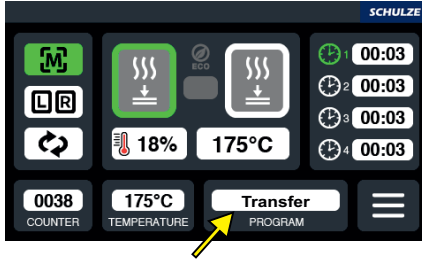 SCHULZE
M
ECO
1 00:03
L R
2 00:03
3 00:03
18% 175°C
4 00:03
0038
COUNTER
175°C
TEMPERATURE
Transfer
PROGRAM